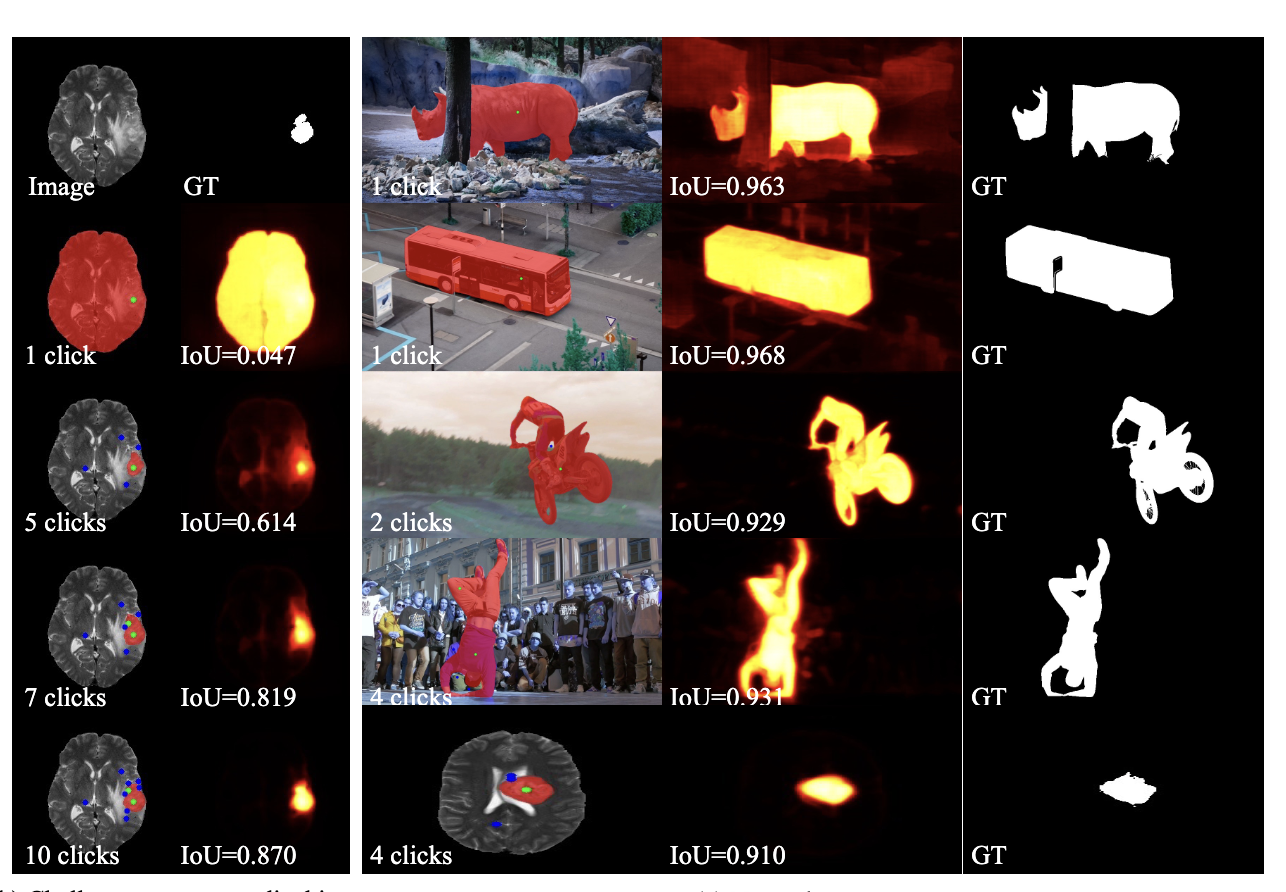 Image GT
1 click IoU=0.963 GT
1 click IoU=0.047
1 click IoU=0.968 GT
5 clicks IoU=0.614
2 clicks IoU=0.929 GT
7 clicks IoU=0.819
4 clicks IoU=0.931 GT
10 clicks IoU=0.870
4 clicks IoU=0.910 GT